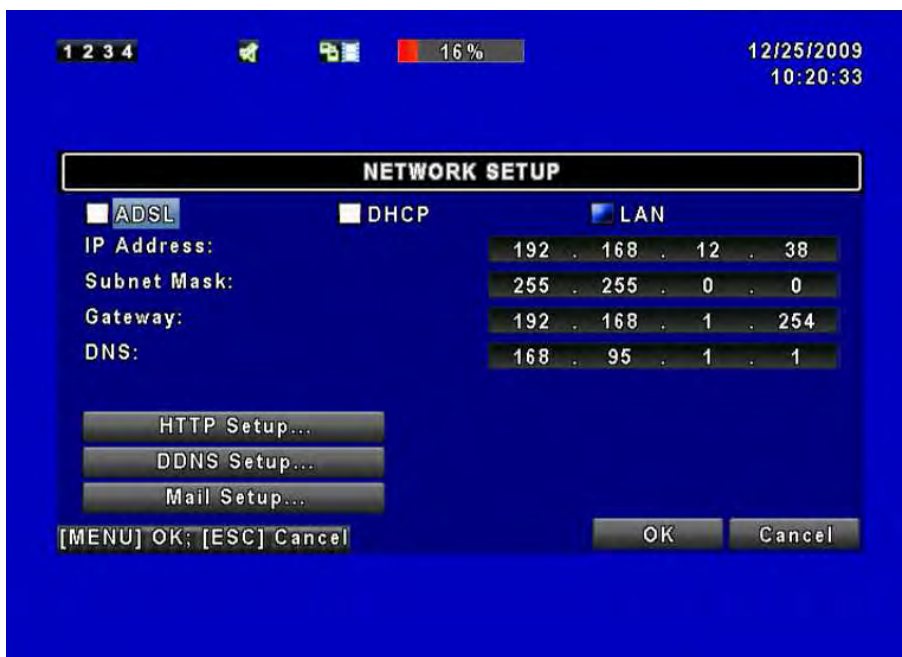 1 2 3 4 16% 12/25/2009
10:20:33
NETWORK SETUP
ADSL DHCP LAN
IP Address: 192 . 168 . 12 . 38
Subnet Mask: 255 . 255 . 0 . 0
Gateway: 192 . 168 . 1 . 254
DNS: 168 . 95 . 1 . 1
HTTP Setup...
DDNS Setup...
Mail Setup...
[MENU] OK; [ESC] Cancel OK Cancel